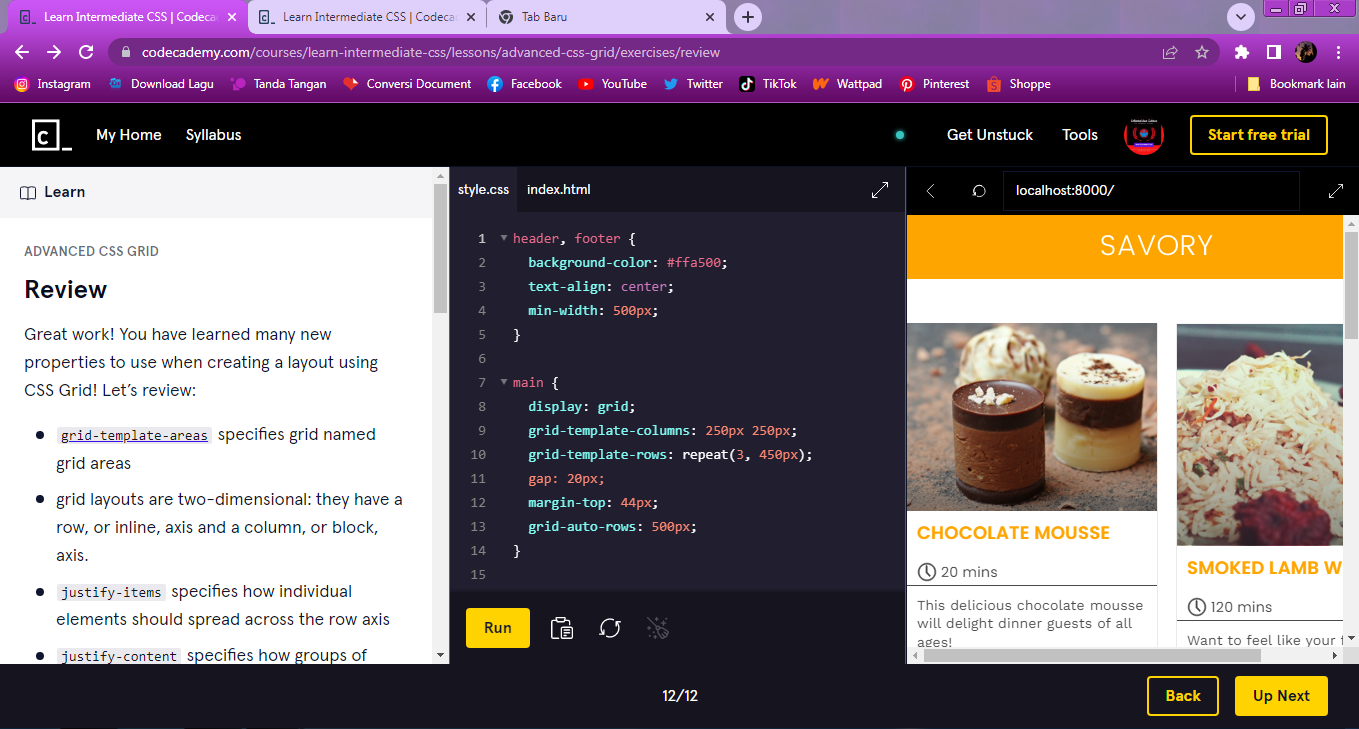 Learn Intermediate CSS | Codeca
Learn Intermediate CSS | Codeca
Tab Baru
codecademy.com/courses/learn-intermediate-css/lessons/advanced-css-grid/exercises/review
Instagram
Download Lagu
Tanda Tangan
Conversi Document
Facebook
YouTube
Twitter
TikTok
Wattpad
Pinterest
Shoppe
Bookmark lain
c
My Home
Syllabus
Get Unstuck
Tools
Start free trial
Learn
ADVANCED CSS GRID
Review
Great work! You have learned many new
properties to use when creating a layout using
CSS Grid! Let’s review:
grid-template-areas specifies grid named
grid areas
grid layouts are two-dimensional: they have a
row, or inline, axis and a column, or block,
axis.
justify-items specifies how individual
elements should spread across the row axis
justify-content specifies how groups of
style.css
index.html
1 header, footer {
2 background-color: #ffa500;
3 text-align: center;
4 min-width: 500px;
5 }
6
7 main {
8 display: grid;
9 grid-template-columns: 250px 250px;
10 grid-template-rows: repeat(3, 450px);
11 gap: 20px;
12 margin-top: 44px;
13 grid-auto-rows: 500px;
14 }
15
Run
localhost:8000/
SAVORY
CHOCOLATE MOUSSE
20 mins
This delicious chocolate mousse
will delight dinner guests of all
ages!
SMOKED LAMB W
120 mins
Want to feel like your
12/12
Back
Up Next